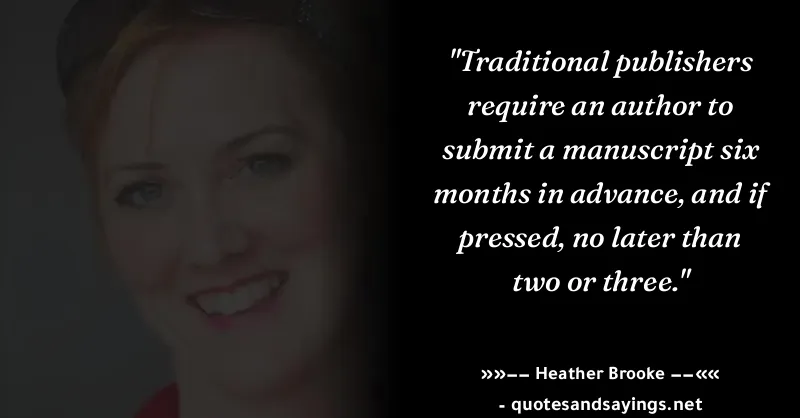 "Traditional publishers
require an author to
submit a manuscript six
months in advance, and if
pressed, no later than
two or three."
»»–– Heather Brooke ––««
- quotesandsayings.net